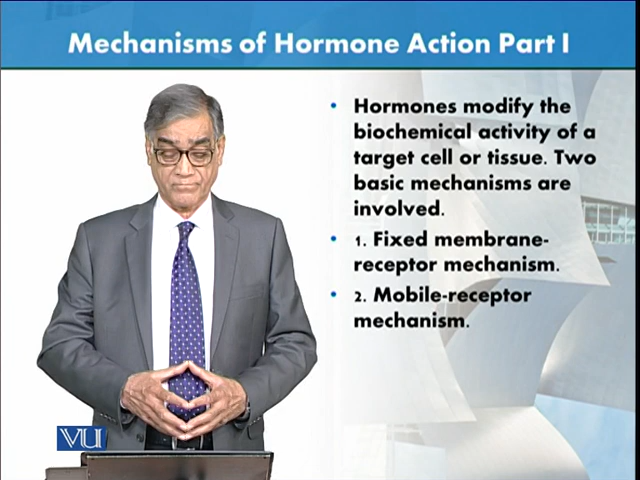 Mechanisms of Hormone Action Part I
• Hormones modify the
biochemical activity of a
target cell or tissue. Two
basic mechanisms are
involved.
• 1. Fixed membrane-
receptor mechanism.
• 2. Mobile-receptor
mechanism.
VU